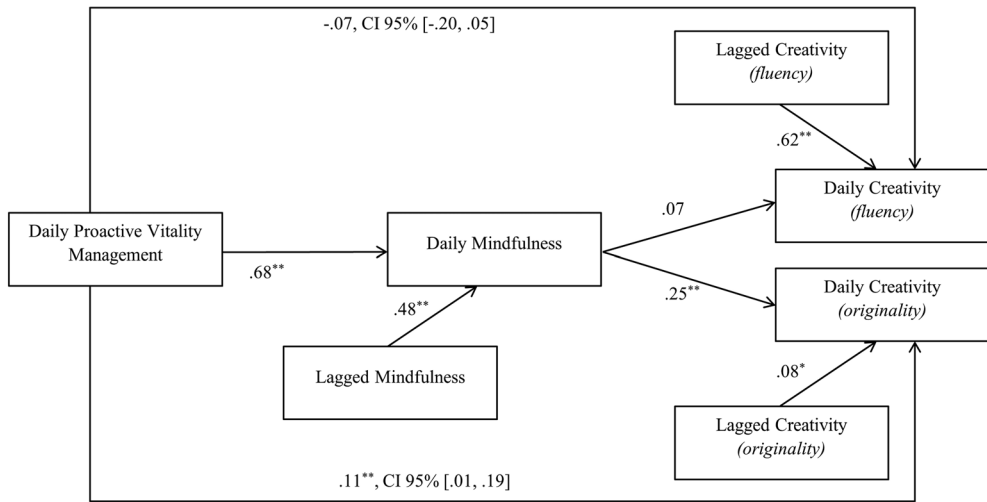 -.07, CI 95% [-.20, .05]
Lagged Creativity
(fluency)
.62**
Daily Creativity
(fluency)
.07
Daily Proactive Vitality
Management
Daily Mindfulness
.68**
.25**
Daily Creativity
(originality)
.48**
Lagged Mindfulness
.08*
Lagged Creativity
(originality)
.11**, CI 95% [.01, .19]